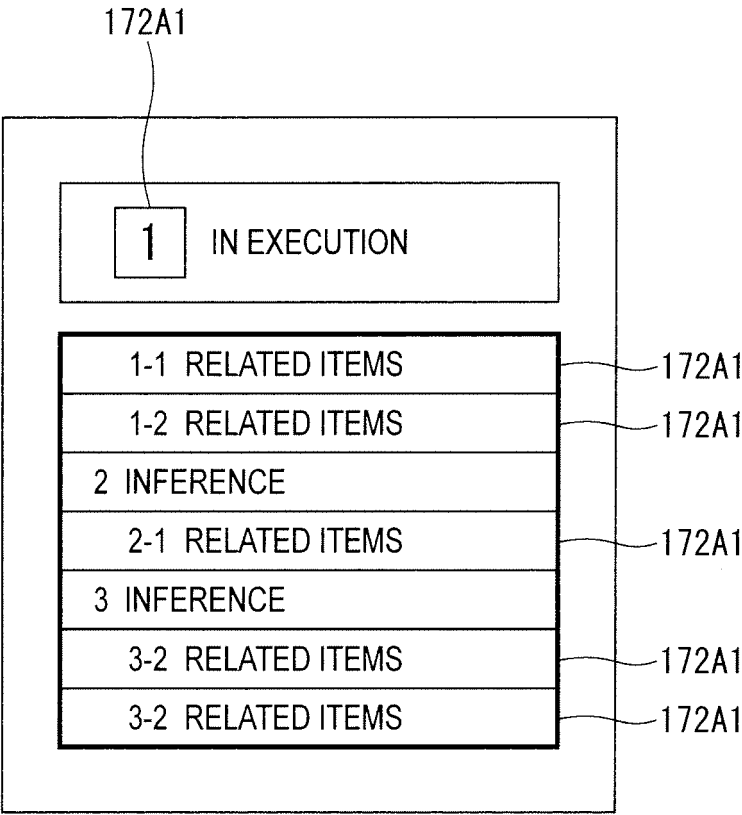 172A1
1 IN EXECUTION
1-1 RELATED ITEMS 172A1
1-2 RELATED ITEMS 172A1
2 INFERENCE
2-1 RELATED ITEMS 172A1
3 INFERENCE
3-2 RELATED ITEMS 172A1
3-2 RELATED ITEMS 172A1